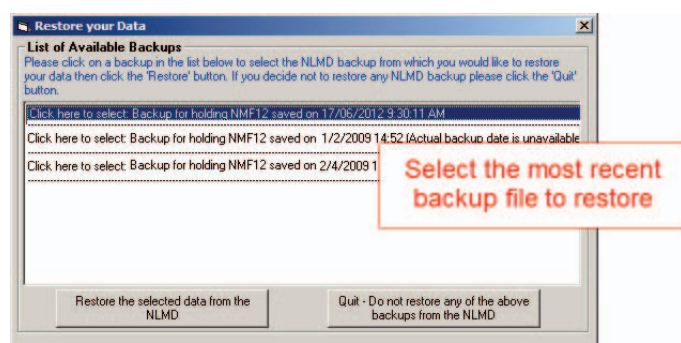 Restore your Data
List of Available Backups
Please click on a backup in the list below to select the NLMD backup from which you would like to restore
your data then click the 'Restore' button. If you decide not to restore any NLMD backup please click the 'Quit'
button.
Click here to select: Backup for holding NMF12 saved on 17/06/2012 9:30:11 AM
Click here to select: Backup for holding NMF12 saved on 1/2/2009 14:52 (Actual backup date is unavailable
Click here to select: Backup for holding NMF12 saved on 2/4/2009 1
Select the most recent
backup file to restore
Restore the selected data from the
NLMD
Quit - Do not restore any of the above
backups from the NLMD